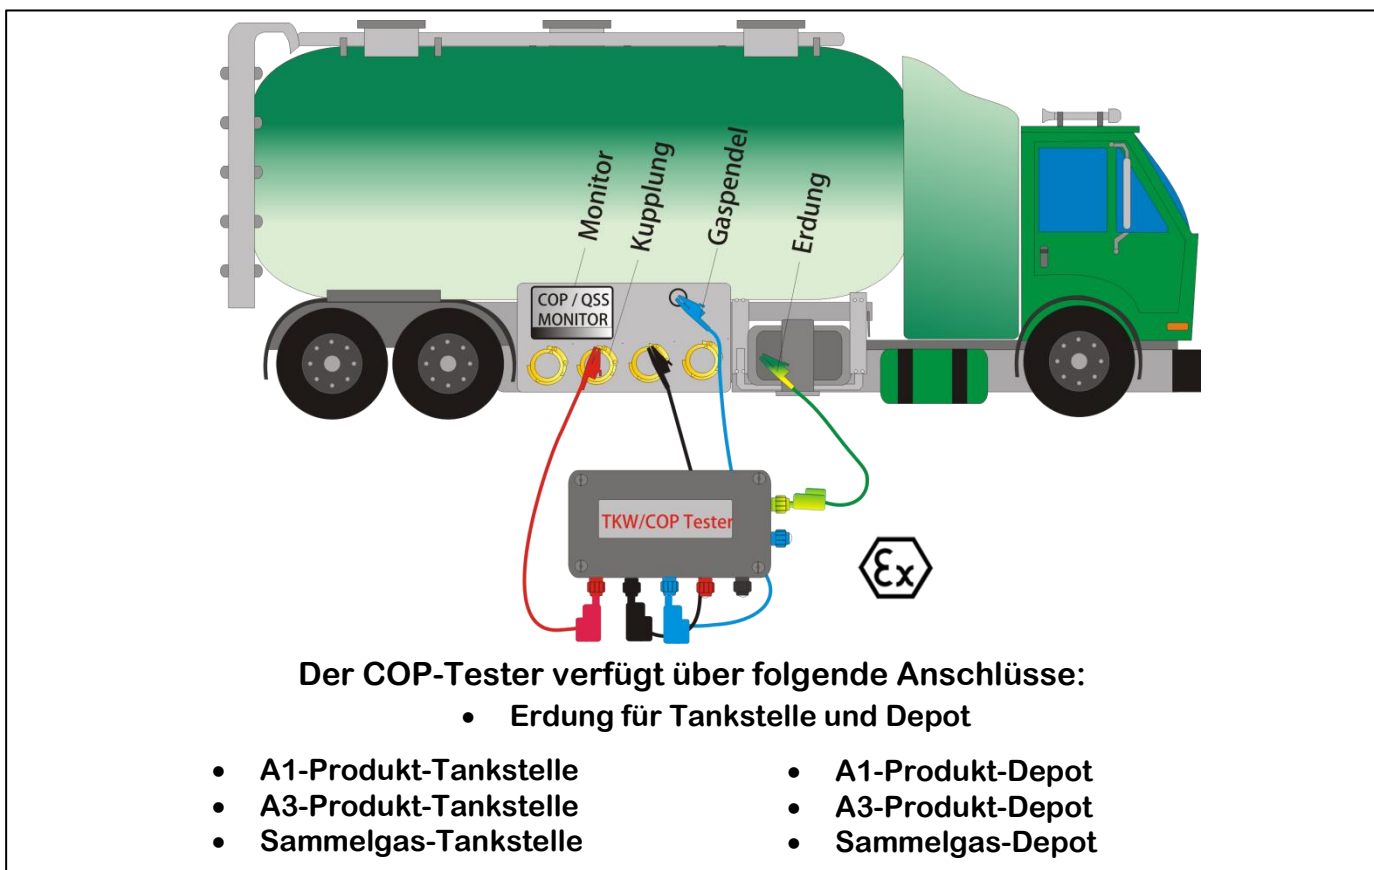 Monitor
Kupplung
Gaspendel
Erdung
COP / QSS
MONITOR
TKW/COP Tester
Ex
Der COP-Tester verfügt über folgende Anschlüsse:
• Erdung für Tankstelle und Depot
• A1-Produkt-Tankstelle
• A3-Produkt-Tankstelle
• Sammelgas-Tankstelle
• A1-Produkt-Depot
• A3-Produkt-Depot
• Sammelgas-Depot